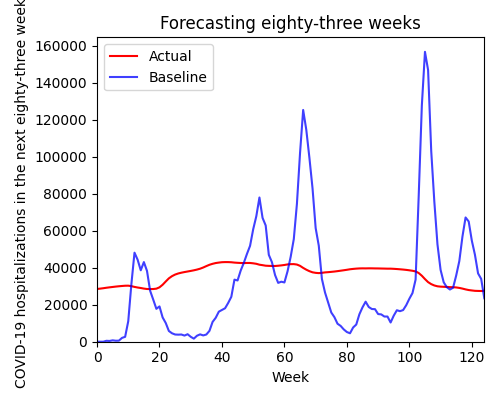 Forecasting eighty-three weeks
COVID-19 hospitalizations in the next eighty-three week
160000
140000
120000
100000
80000
60000
40000
20000
0
Actual
Baseline
0 20 40 60 80 100 120
Week